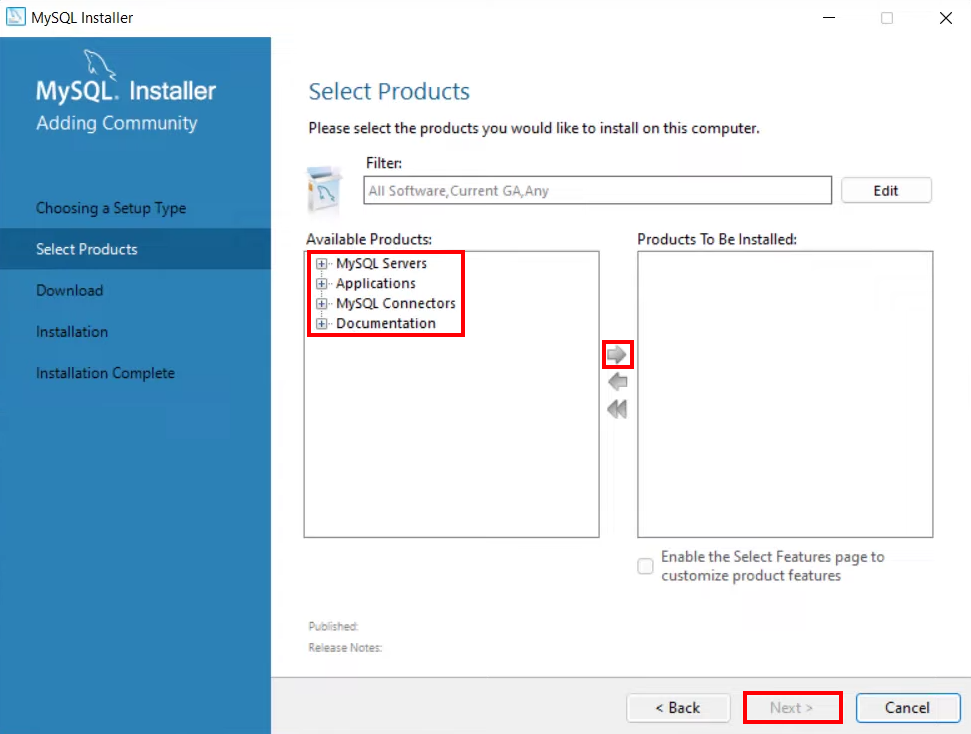 MySQL Installer
MySQL. Installer
Adding Community
Choosing a Setup Type
Select Products
Download
Installation
Installation Complete
Select Products
Please select the products you would like to install on this computer.
Filter:
All Software,Current GA,Any
Edit
Available Products:
MySQL Servers
Applications
MySQL Connectors
Documentation
Products To Be Installed:
Enable the Select Features page to
customize product features
Published:
Release Notes:
< Back
Next >
Cancel